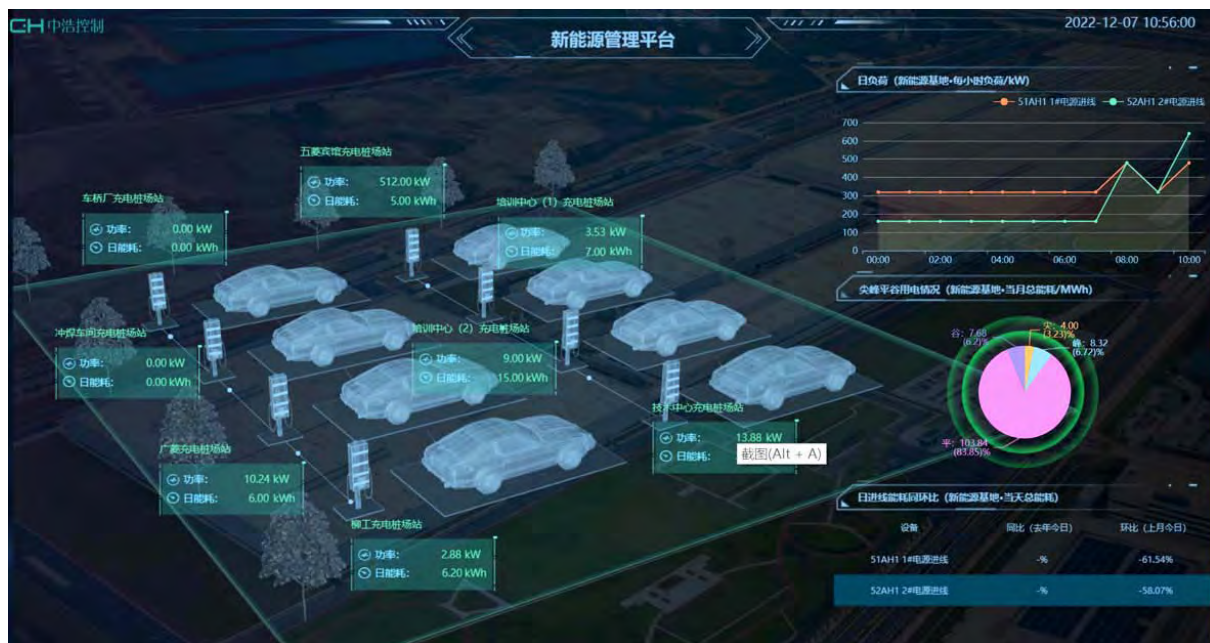 CH 中浩控制
新能源管理平台
2022-12-07 10:56:00
五菱宾馆充电桩场站
功率: 512.00 kW
日能耗: 5.00 kWh
车桥厂充电桩场站
功率: 0.00 kW
日能耗: 0.00 kWh
培训中心（1）充电桩场站
功率: 3.53 kW
日能耗: 7.00 kWh
冲焊车间充电桩场站
功率: 0.00 kW
日能耗: 0.00 kWh
培训中心（2）充电桩场站
功率: 9.00 kW
日能耗: 15.00 kWh
技术中心充电桩场站
功率: 13.88 kW
日能耗:
截图(Alt + A)
广菱充电桩场站
功率: 10.24 kW
日能耗: 6.00 kWh
柳工充电桩场站
功率: 2.88 kW
日能耗: 6.20 kWh
日负荷（新能源基地·每小时负荷/kW）
51AH1 1#电源进线 52AH1 2#电源进线
700
600
500
400
300
200
100
0
00:00 02:00 04:00 06:00 08:00 10:00
尖峰平谷用电情况（新能源基地·当月总能耗/MWh）
谷: 7.68
(6.2)%
尖: 4.00
(3.23)%
峰: 8.32
(6.72)%
平: 103.84
(83.85)%
日进线能耗同环比（新能源基地·当天总能耗）
设备 同比（去年今日） 环比（上月今日）
51AH1 1#电源进线 -% -61.54%
52AH1 2#电源进线 -% -58.07%